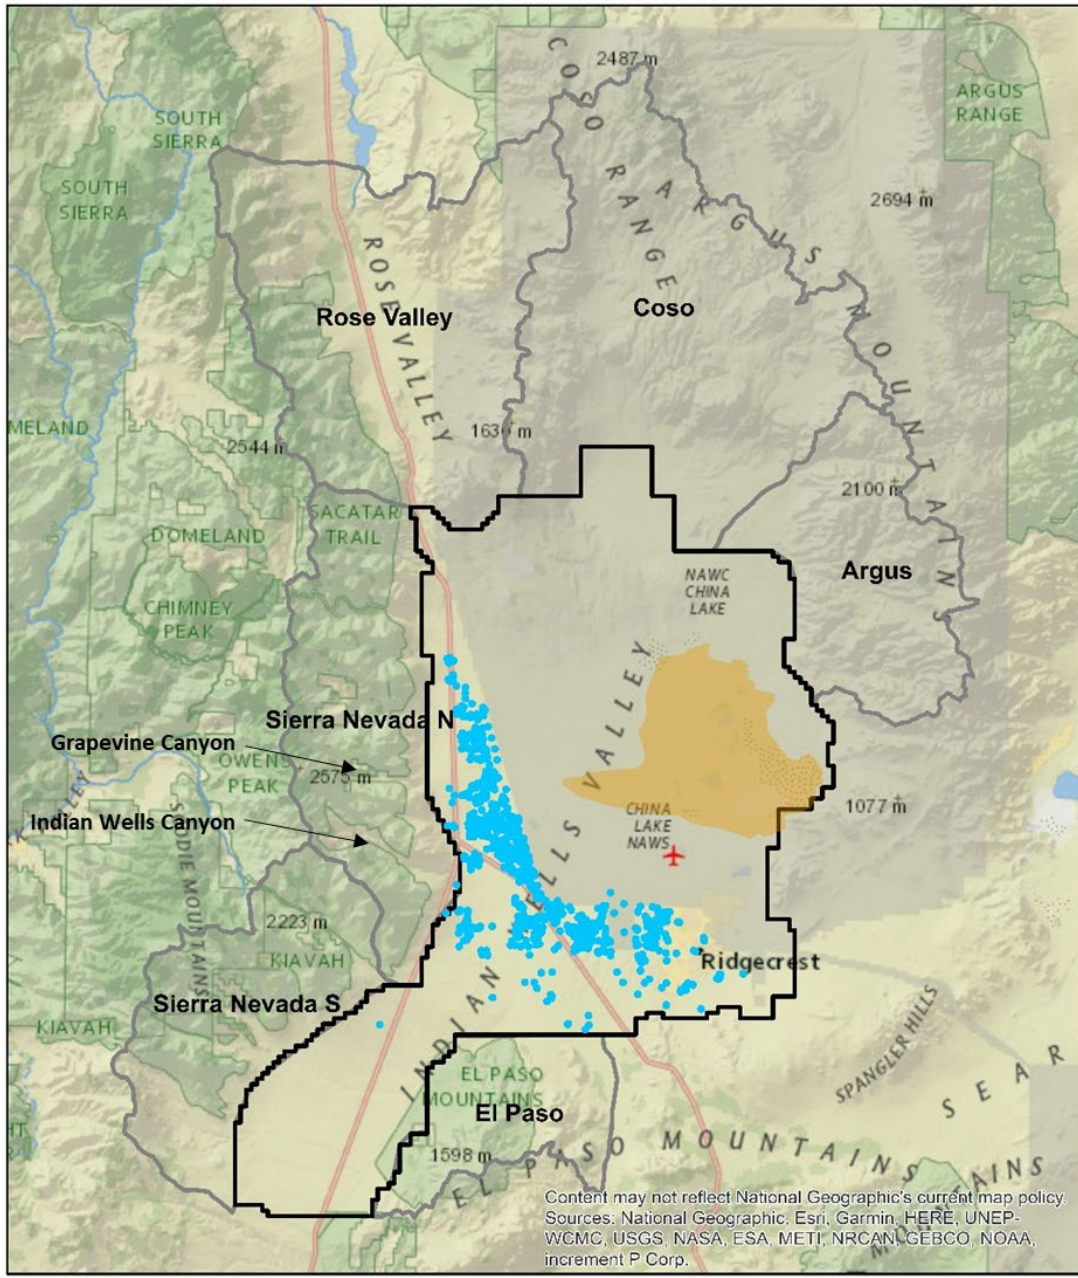 COSO RANGE
2487 m
ARGUS
RANGE
SOUTH
SIERRA
SOUTH
SIERRA
2694 m
ARGUS MOUNTAINS
ROSE VALLEY
Rose Valley
Coso
MELAND
2544 m
1630 m
2100 m
SACATAR
TRAIL
DOMELAND
Argus
NAWC
CHINA
LAKE
CHIMNEY
PEAK
Sierra Nevada N
Grapevine Canyon
OWENS
PEAK
2575 m
Indian Wells Canyon
CHINA
LAKE
NAWS
1077 m
INDIAN WELLS VALLEY
2223 m
KIAVAH
Ridgecrest
Sierra Nevada S
KIAVAH
SPANGLER HILLS
SEAR
EL PASO
MOUNTAINS
El Paso
1598 m
EL PASO MOUNTAINS
Content may not reflect National Geographic's current map policy.
Sources: National Geographic, Esri, Garmin, HERE, UNEP-
WCMC, USGS, NASA, ESA, METI, NRCAN, GEBCO, NOAA,
increment P Corp.